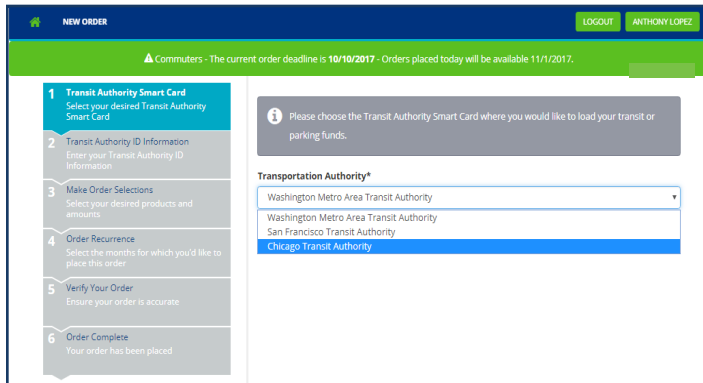 NEW ORDER
LOGOUT
ANTHONY LOPEZ
Commuters - The current order deadline is 10/10/2017 - Orders placed today will be available 11/1/2017.
1 Transit Authority Smart Card
Select your desired Transit Authority
Smart Card
2 Transit Authority ID Information
Enter your Transit Authority ID
Information
3 Make Order Selections
Select your desired products and
amounts
4 Order Recurrence
Select the months for which you'd like to
place this order
5 Verify Your Order
Ensure your order is accurate
6 Order Complete
Your order has been placed
Please choose the Transit Authority Smart Card where you would like to load your transit or
parking funds.
Transportation Authority*
Washington Metro Area Transit Authority
Washington Metro Area Transit Authority
San Francisco Transit Authority
Chicago Transit Authority